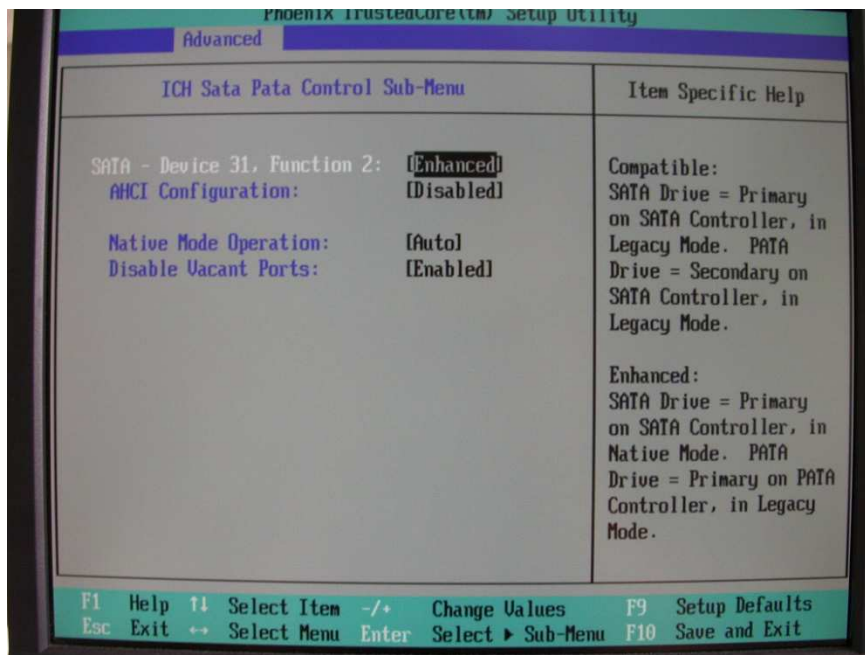 Phoenix TrustedCore(tm) Setup Utility
Advanced
ICH Sata Pata Control Sub-Menu
Item Specific Help
SATA - Device 31, Function 2: [Enhanced]
AHCI Configuration: [Disabled]
Native Mode Operation: [Auto]
Disable Vacant Ports: [Enabled]
Compatible:
SATA Drive = Primary
on SATA Controller, in
Legacy Mode. PATA
Drive = Secondary on
SATA Controller, in
Legacy Mode.
Enhanced:
SATA Drive = Primary
on SATA Controller, in
Native Mode. PATA
Drive = Primary on PATA
Controller, in Legacy
Mode.
F1 Help ↑↓ Select Item -/+ Change Values F9 Setup Defaults
Esc Exit ↔ Select Menu Enter Select ▶ Sub-Menu F10 Save and Exit